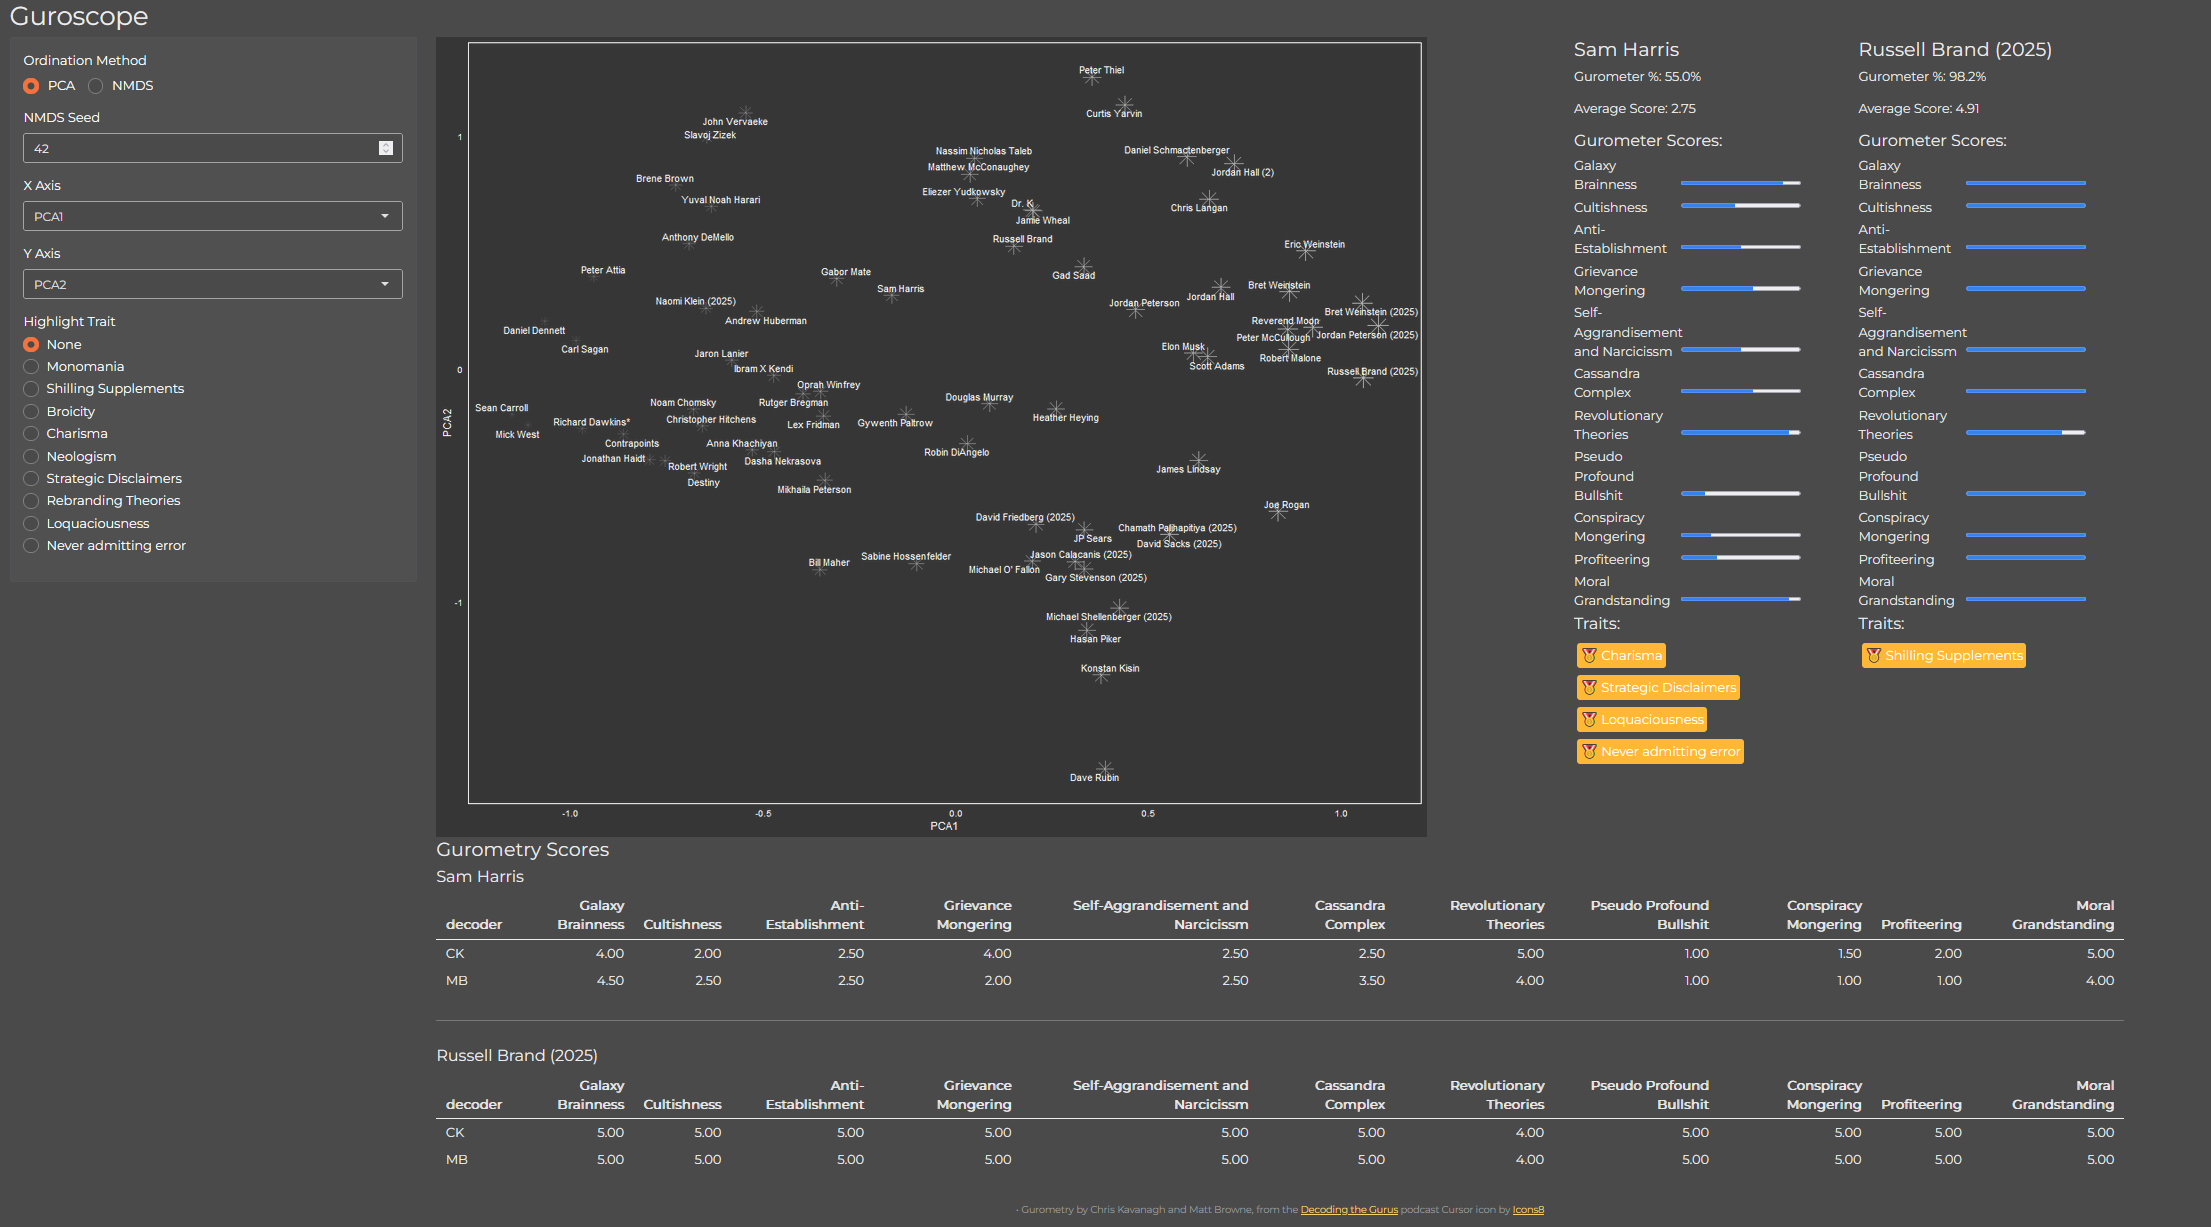 Guroscope
Ordination Method
PCA
NMDS
NMDS Seed
42
X Axis
PCA1
Y Axis
PCA2
Highlight Trait
None
Monomania
Shilling Supplements
Broicity
Charisma
Neologism
Strategic Disclaimers
Rebranding Theories
Loquaciousness
Never admitting error
Peter Thiel
Curtis Yarvin
John Vervaeke
Slavoj Zizek
Daniel Schmactenberger
Nassim Nicholas Taleb
Matthew McConaughey
Jordan Hall (2)
Brene Brown
Eliezer Yudkowsky
Yuval Noah Harari
Dr. K
Chris Langan
Jamie Wheal
Anthony DeMello
Russell Brand
Eric Weinstein
Peter Attia
Gabor Mate
Gad Saad
Sam Harris
Bret Weinstein
Naomi Klein (2025)
Jordan Peterson
Jordan Hall
Andrew Huberman
Bret Weinstein (2025)
Reverend Moon
Daniel Dennett
Peter McCullough
Jordan Peterson (2025)
Carl Sagan
Elon Musk
Jaron Lanier
Robert Malone
Ibram X Kendi
Scott Adams
Russell Brand (2025)
Oprah Winfrey
Noam Chomsky
Rutger Bregman
Douglas Murray
Sean Carroll
Richard Dawkins*
Christopher Hitchens
Lex Fridman
Gywenth Paltrow
Heather Heying
Mick West
Contrapoints
Anna Khachiyan
Robin DiAngelo
Jonathan Haidt
Robert Wright
Dasha Nekrasova
James Lindsay
Destiny
Mikhaila Peterson
Joe Rogan
David Friedberg (2025)
Chamath Palihapitiya (2025)
JP Sears
David Sacks (2025)
Bill Maher
Sabine Hossenfelder
Jason Calacanis (2025)
Michael O' Fallon
Gary Stevenson (2025)
Michael Shellenberger (2025)
Hasan Piker
Konstan Kisin
Dave Rubin
1
0
-1
PCA2
-1.0
-0.5
0.0
0.5
1.0
PCA1
Sam Harris
Gurometer %: 55.0%
Average Score: 2.75
Gurometer Scores:
Galaxy
Brainness
Cultishness
Anti-
Establishment
Grievance
Mongering
Self-
Aggrandisement
and Narcicissm
Cassandra
Complex
Revolutionary
Theories
Pseudo
Profound
Bullshit
Conspiracy
Mongering
Profiteering
Moral
Grandstanding
Traits:
Charisma
Strategic Disclaimers
Loquaciousness
Never admitting error
Russell Brand (2025)
Gurometer %: 98.2%
Average Score: 4.91
Gurometer Scores:
Galaxy
Brainness
Cultishness
Anti-
Establishment
Grievance
Mongering
Self-
Aggrandisement
and Narcicissm
Cassandra
Complex
Revolutionary
Theories
Pseudo
Profound
Bullshit
Conspiracy
Mongering
Profiteering
Moral
Grandstanding
Traits:
Shilling Supplements
Gurometry Scores
Sam Harris
Galaxy Anti- Grievance Self-Aggrandisement and Cassandra Revolutionary Pseudo Profound Conspiracy Moral
decoder Brainness Cultishness Establishment Mongering Narcicissm Complex Theories Bullshit Mongering Profiteering Grandstanding
CK 4.00 2.00 2.50 4.00 2.50 2.50 5.00 1.00 1.50 2.00 5.00
MB 4.50 2.50 2.50 2.00 2.50 3.50 4.00 1.00 1.00 1.00 4.00
Russell Brand (2025)
Galaxy Anti- Grievance Self-Aggrandisement and Cassandra Revolutionary Pseudo Profound Conspiracy Moral
decoder Brainness Cultishness Establishment Mongering Narcicissm Complex Theories Bullshit Mongering Profiteering Grandstanding
CK 5.00 5.00 5.00 5.00 5.00 5.00 4.00 5.00 5.00 5.00 5.00
MB 5.00 5.00 5.00 5.00 5.00 5.00 4.00 5.00 5.00 5.00 5.00
· Gurometry by Chris Kavanagh and Matt Browne, from the Decoding the Gurus podcast Cursor icon by Icons8